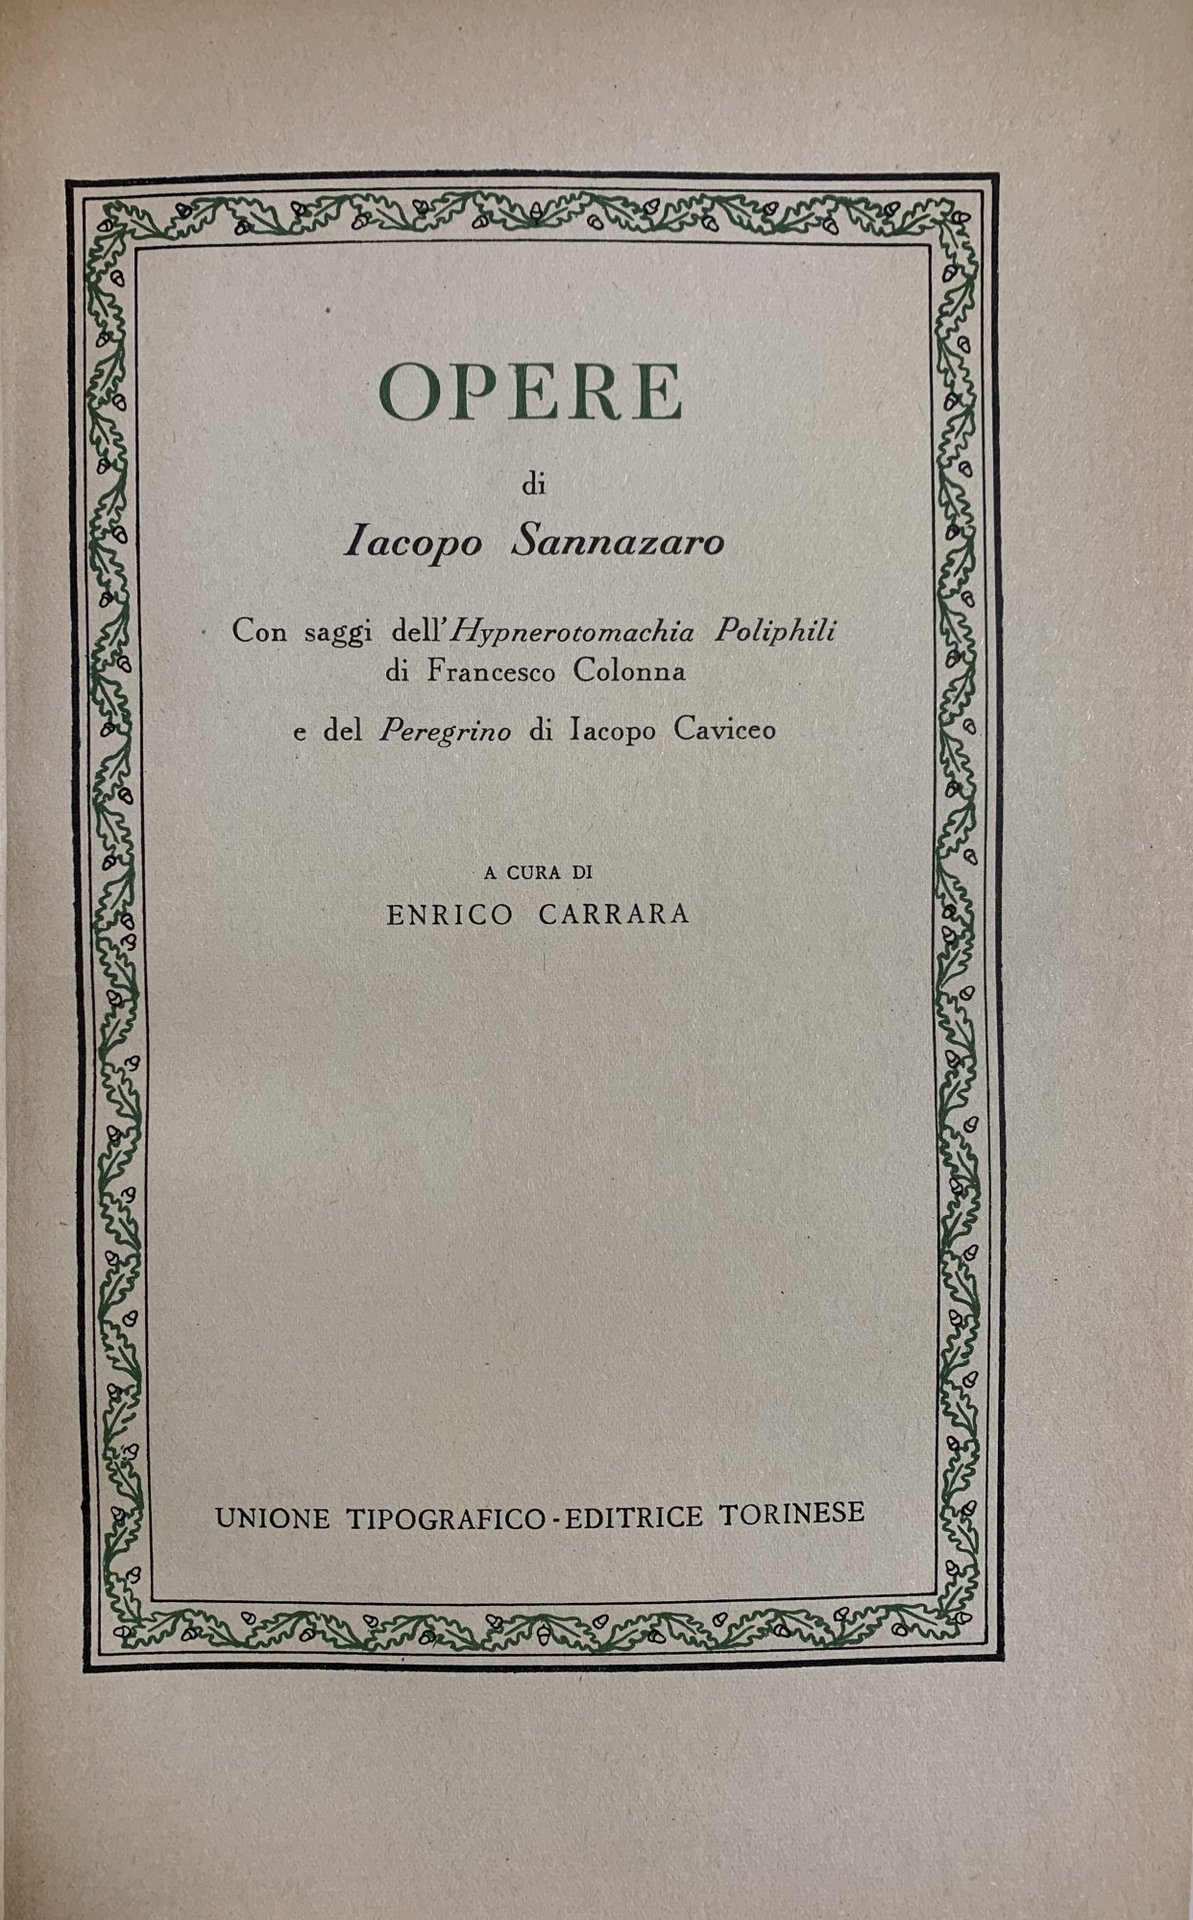 OPERE
di
Iacopo Sannazaro
Con saggi dell'Hypnerotomachia Poliphili
di Francesco Colonna
e del Peregrino di Iacopo Caviceo
A CURA DI
ENRICO CARRARA
UNIONE TIPOGRAFICO-EDITRICE TORINESE